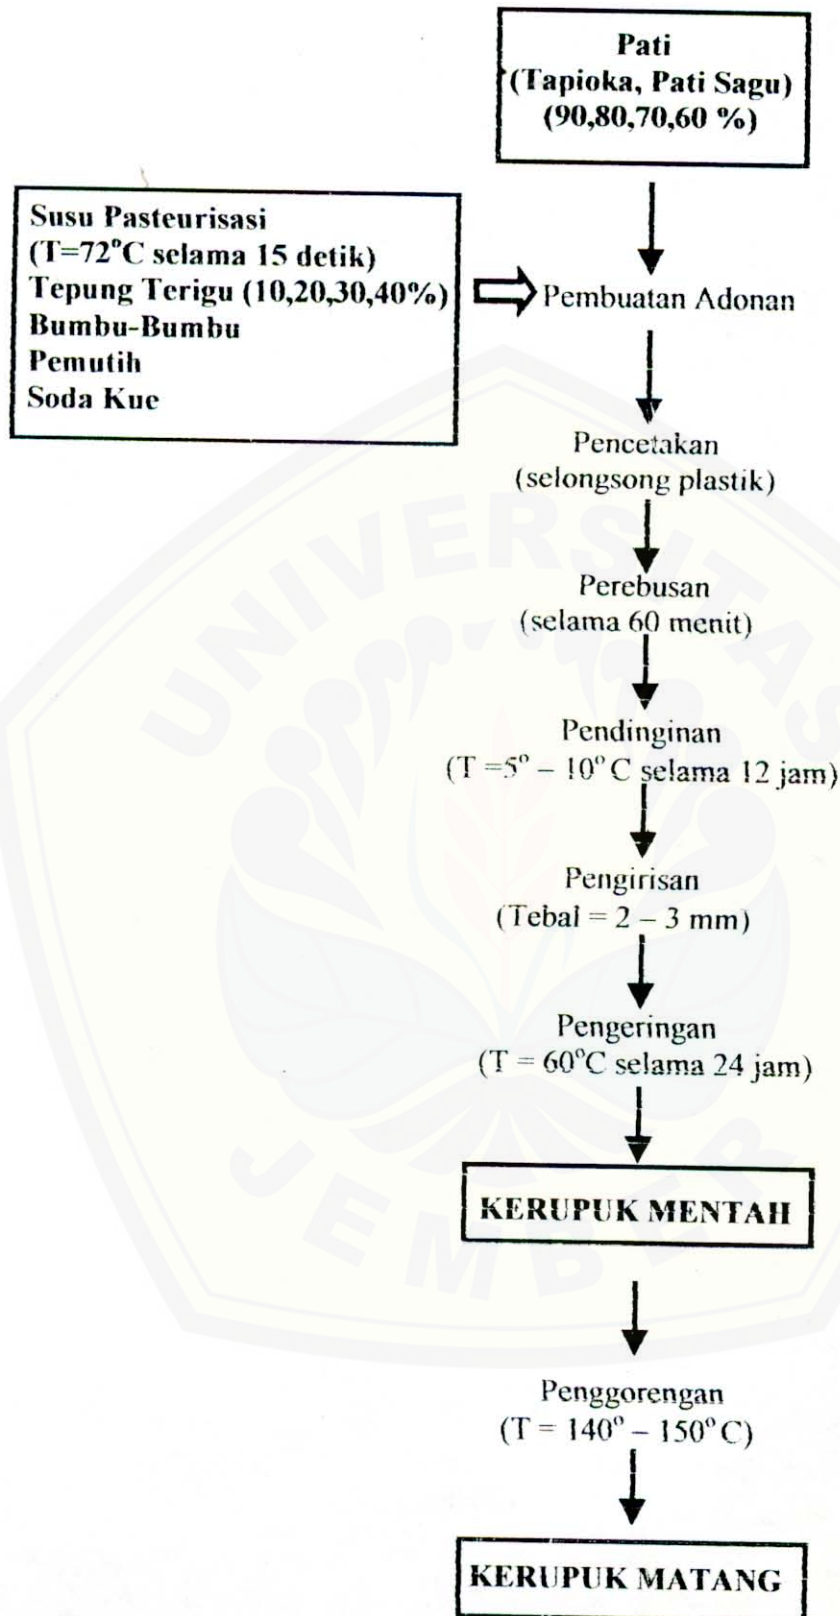 Pati
(Tapioka, Pati Sagu)
(90,80,70,60 %)
Susu Pasteurisasi
(T=72°C selama 15 detik)
Tepung Terigu (10,20,30,40%)
Bumbu-Bumbu
Pemutih
Soda Kue
Pembuatan Adonan
Pencetakan
(selongsong plastik)
Perebusan
(selama 60 menit)
Pendinginan
(T =5° – 10° C selama 12 jam)
Pengirisan
(Tebal = 2 – 3 mm)
Pengeringan
(T = 60°C selama 24 jam)
KERUPUK MENTAH
Penggorengan
(T = 140° – 150° C)
KERUPUK MATANG
UNIVERSITAS
JEMBER